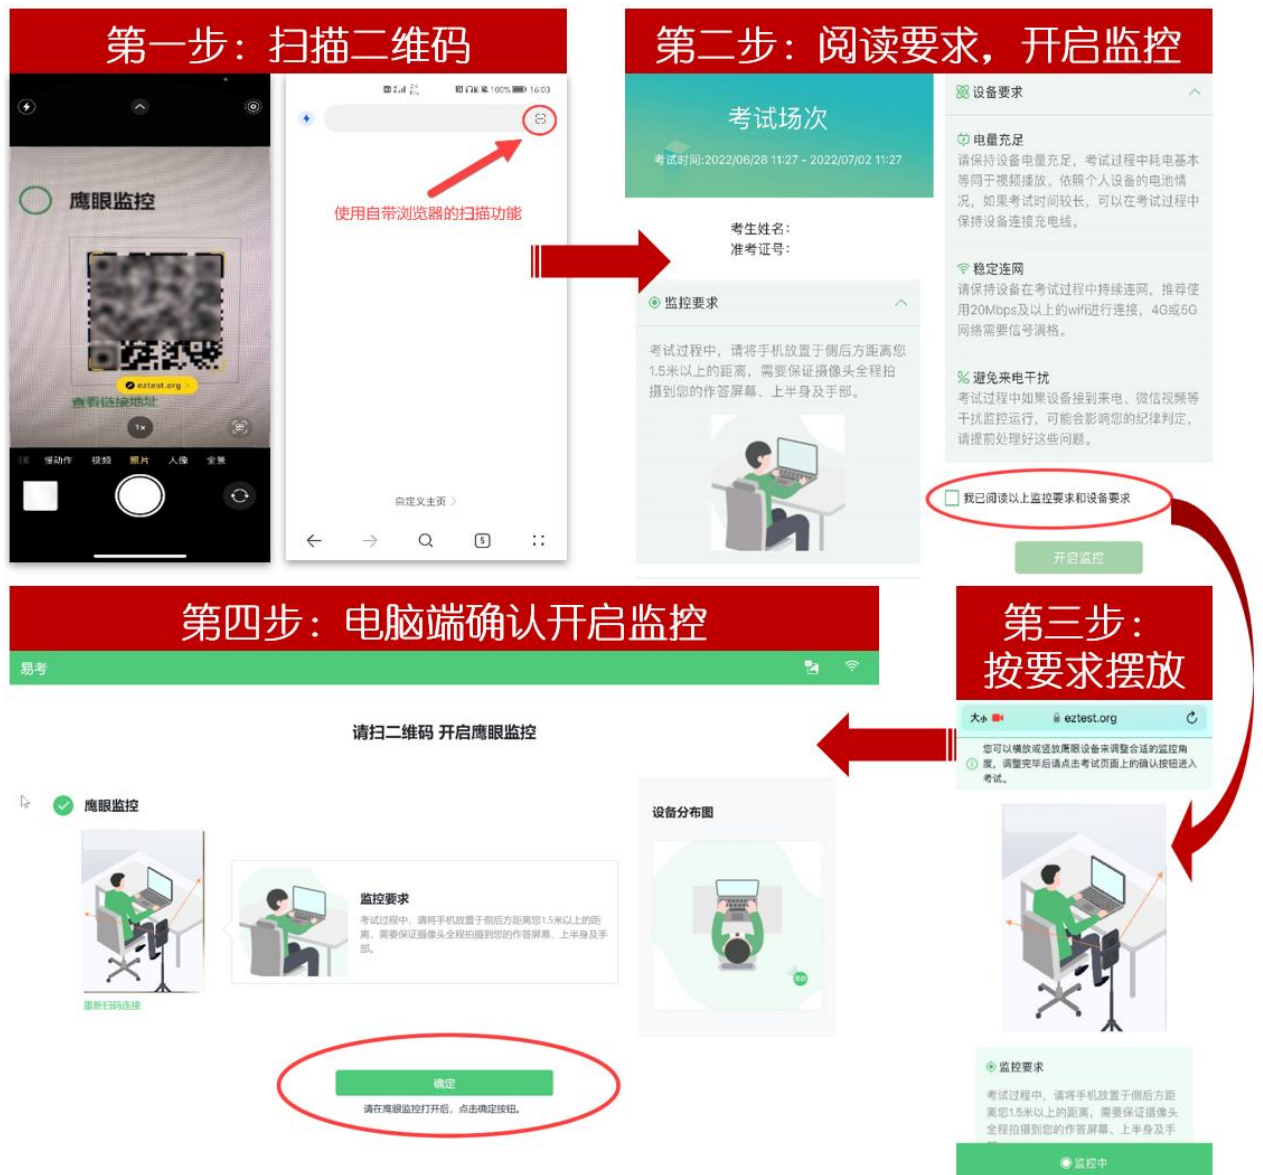 第一步：扫描二维码
鹰眼监控
eztest.org
查看链接地址
1x
慢动作 视频 照片 人像 全景
100% 16:03
使用自带浏览器的扫描功能
自定义主页
5
第二步：阅读要求，开启监控
考试场次
考试时间:2022/06/28 11:27 - 2022/07/02 11:27
考生姓名：
准考证号：
监控要求
考试过程中，请将手机放置于侧后方距离您
1.5米以上的距离，需要保证摄像头全程拍
摄到您的作答屏幕、上半身及手部。
设备要求
电量充足
请保持设备电量充足，考试过程中耗电基本
等同于视频播放。依照个人设备的电池情
况，如果考试时间较长，可以在考试过程中
保持设备连接充电线。
稳定连网
请保持设备在考试过程中持续连网，推荐使
用20Mbps及以上的wifi进行连接，4G或5G
网络需要信号满格。
避免来电干扰
考试过程中如果设备接到来电、微信视频等
干扰监控运行，可能会影响您的纪律判定，
请提前处理好这些问题。
我已阅读以上监控要求和设备要求
开启监控
第三步：
按要求摆放
大小 eztest.org
您可以横放或竖放鹰眼设备来调整合适的监控角
度，调整完毕后请点击考试页面上的确认按钮进入
考试。
监控要求
考试过程中，请将手机放置于侧后方距
离您1.5米以上的距离，需要保证摄像头
全程拍摄到您的作答屏幕、上半身及手
监控中
第四步：电脑端确认开启监控
易考
请扫二维码 开启鹰眼监控
鹰眼监控
重新扫码连接
监控要求
考试过程中，请将手机放置于侧后方距离您1.5米以上的距
离，需要保证摄像头全程拍摄到您的作答屏幕、上半身及手
部。
设备分布图
确定
请在鹰眼监控打开后，点击确定按钮。